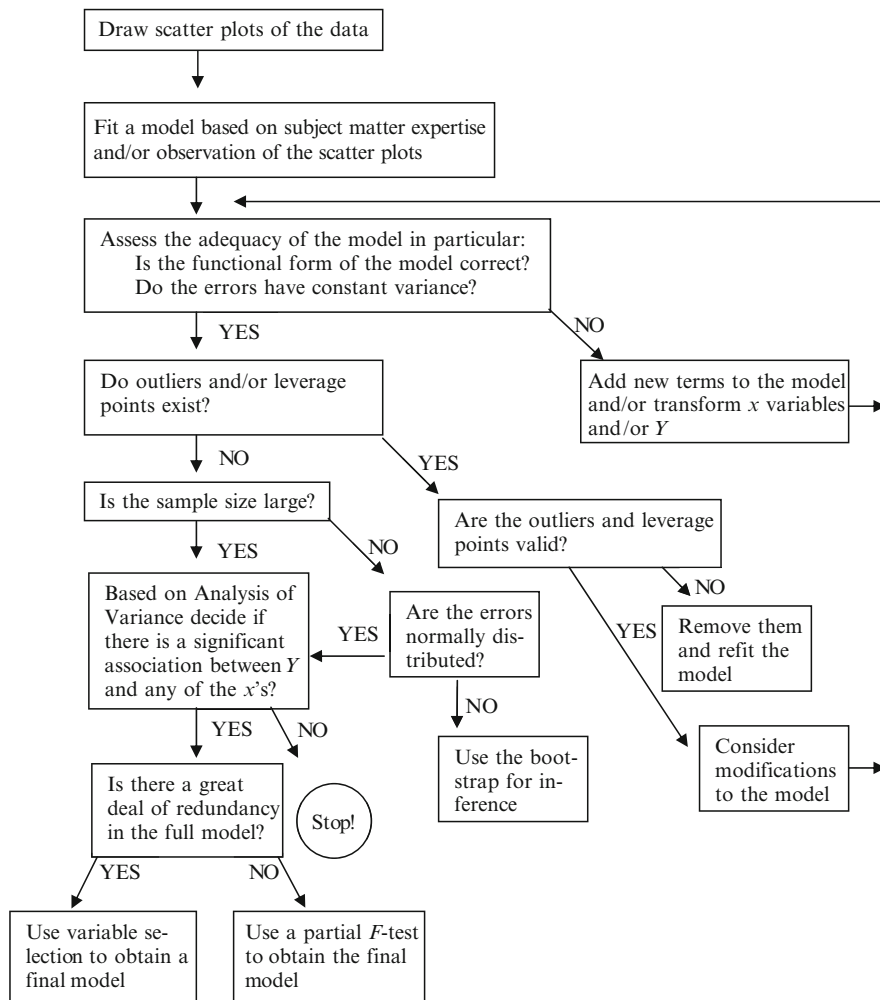 Draw scatter plots of the data
Fit a model based on subject matter expertise
and/or observation of the scatter plots
Assess the adequacy of the model in particular:
Is the functional form of the model correct?
Do the errors have constant variance?
YES
NO
Do outliers and/or leverage
points exist?
Add new terms to the model
and/or transform x variables
and/or Y
NO
YES
Is the sample size large?
Are the outliers and leverage
points valid?
YES
NO
NO
YES
Based on Analysis of
Variance decide if
there is a significant
association between Y
and any of the x's?
YES
Are the errors
normally dis-
tributed?
Remove them
and refit the
model
YES
NO
NO
Use the boot-
strap for in-
ference
Consider
modifications
to the model
Is there a great
deal of redundancy
in the full model?
Stop!
YES
NO
Use variable se-
lection to obtain a
final model
Use a partial F-test
to obtain the final
model